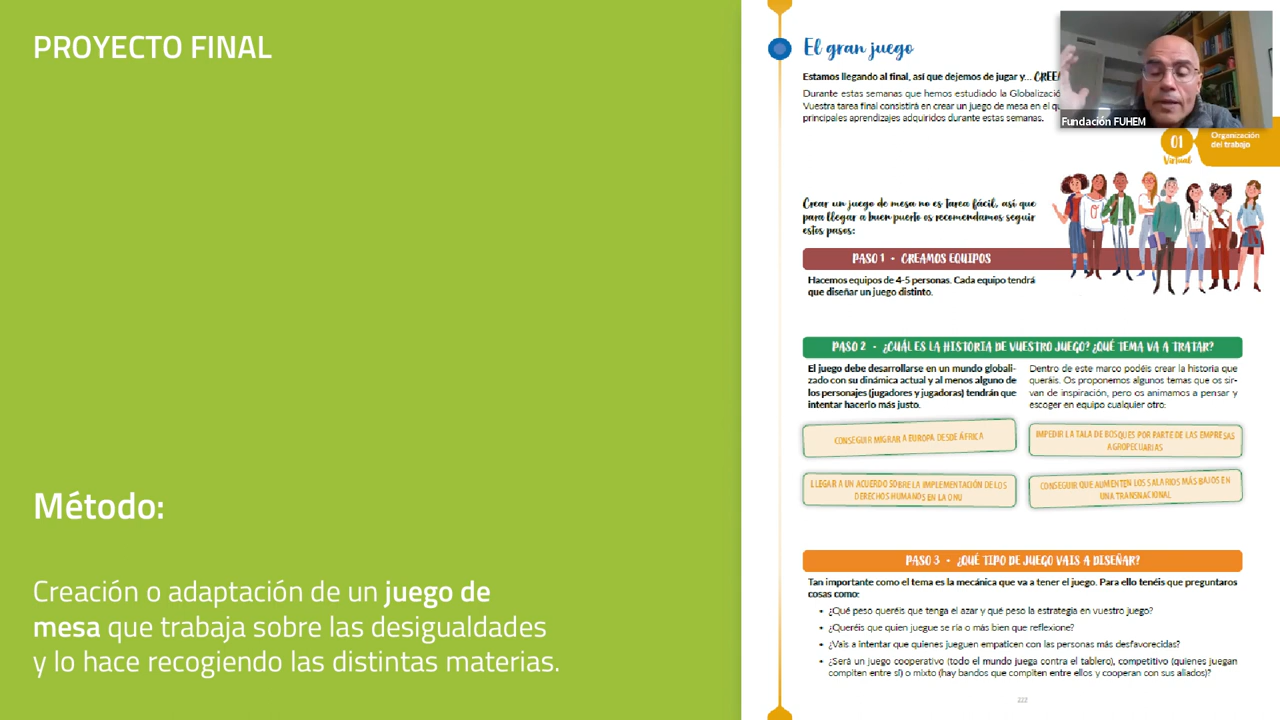 PROYECTO FINAL
Método:
Creación o adaptación de un juego de
mesa que trabaja sobre las desigualdades
y lo hace recogiendo las distintas materias.
El gran juego
Estamos llegando al final, así que dejemos de jugar y...
Durante estas semanas que hemos estudiado la
Vuestra tarea final consistirá en crear un juego de mesa en el
principales aprendizajes adquiridos durante estas semanas.
Fundación FUHEM
01
Virtual
Organización
del trabajo
Crear un juego de mesa no es tarea fácil, así que
para llegar a buen puerto os recomendamos seguir
estos pasos:
PASO 1 • CREAMOS EQUIPOS
Hacemos equipos de 4-5 personas. Cada equipo tendrá
que diseñar un juego distinto.
PASO 2 • ¿CUÁL ES LA HISTORIA DE VUESTRO JUEGO? ¿QUÉ TEMA VA A TRATAR?
El juego debe desarrollarse en un mundo globali-
zado con su dinámica actual y al menos alguno de
los personajes (jugadores y jugadoras) tendrán que
intentar hacerlo más justo.
Dentro de este marco podéis crear la historia que
queráis. Os proponemos algunos temas que os sir-
van de inspiración, pero os animamos a pensar y
escoger en equipo cualquier otro:
CONSEGUIR MIGRAR A EUROPA DESDE ÁFRICA
IMPEDIR LA TALA DE BOSQUES POR PARTE DE LAS EMPRESAS
AGROPECUARIAS
LLEGAR A UN ACUERDO SOBRE LA IMPLEMENTACIÓN DE LOS
DERECHOS HUMANOS EN LA ONU
CONSEGUIR QUE AUMENTEN LOS SALARIOS MÁS BAJOS EN
UNA TRANSNACIONAL
PASO 3 • ¿QUÉ TIPO DE JUEGO VAIS A DISEÑAR?
Tan importante como el tema es la mecánica que va a tener el juego. Para ello tenéis que preguntaros
cosas como:
• ¿Qué peso queréis que tenga el azar y qué peso la estrategia en vuestro juego?
• ¿Queréis que quien juegue se ría o más bien que reflexione?
• ¿Vais a intentar que quienes jueguen empaticen con las personas más desfavorecidas?
• ¿Será un juego cooperativo (todo el mundo juega contra el tablero), competitivo (quienes juegan
compiten entre sí) o mixto (hay bandos que compiten entre ellos y cooperan con sus aliados)?